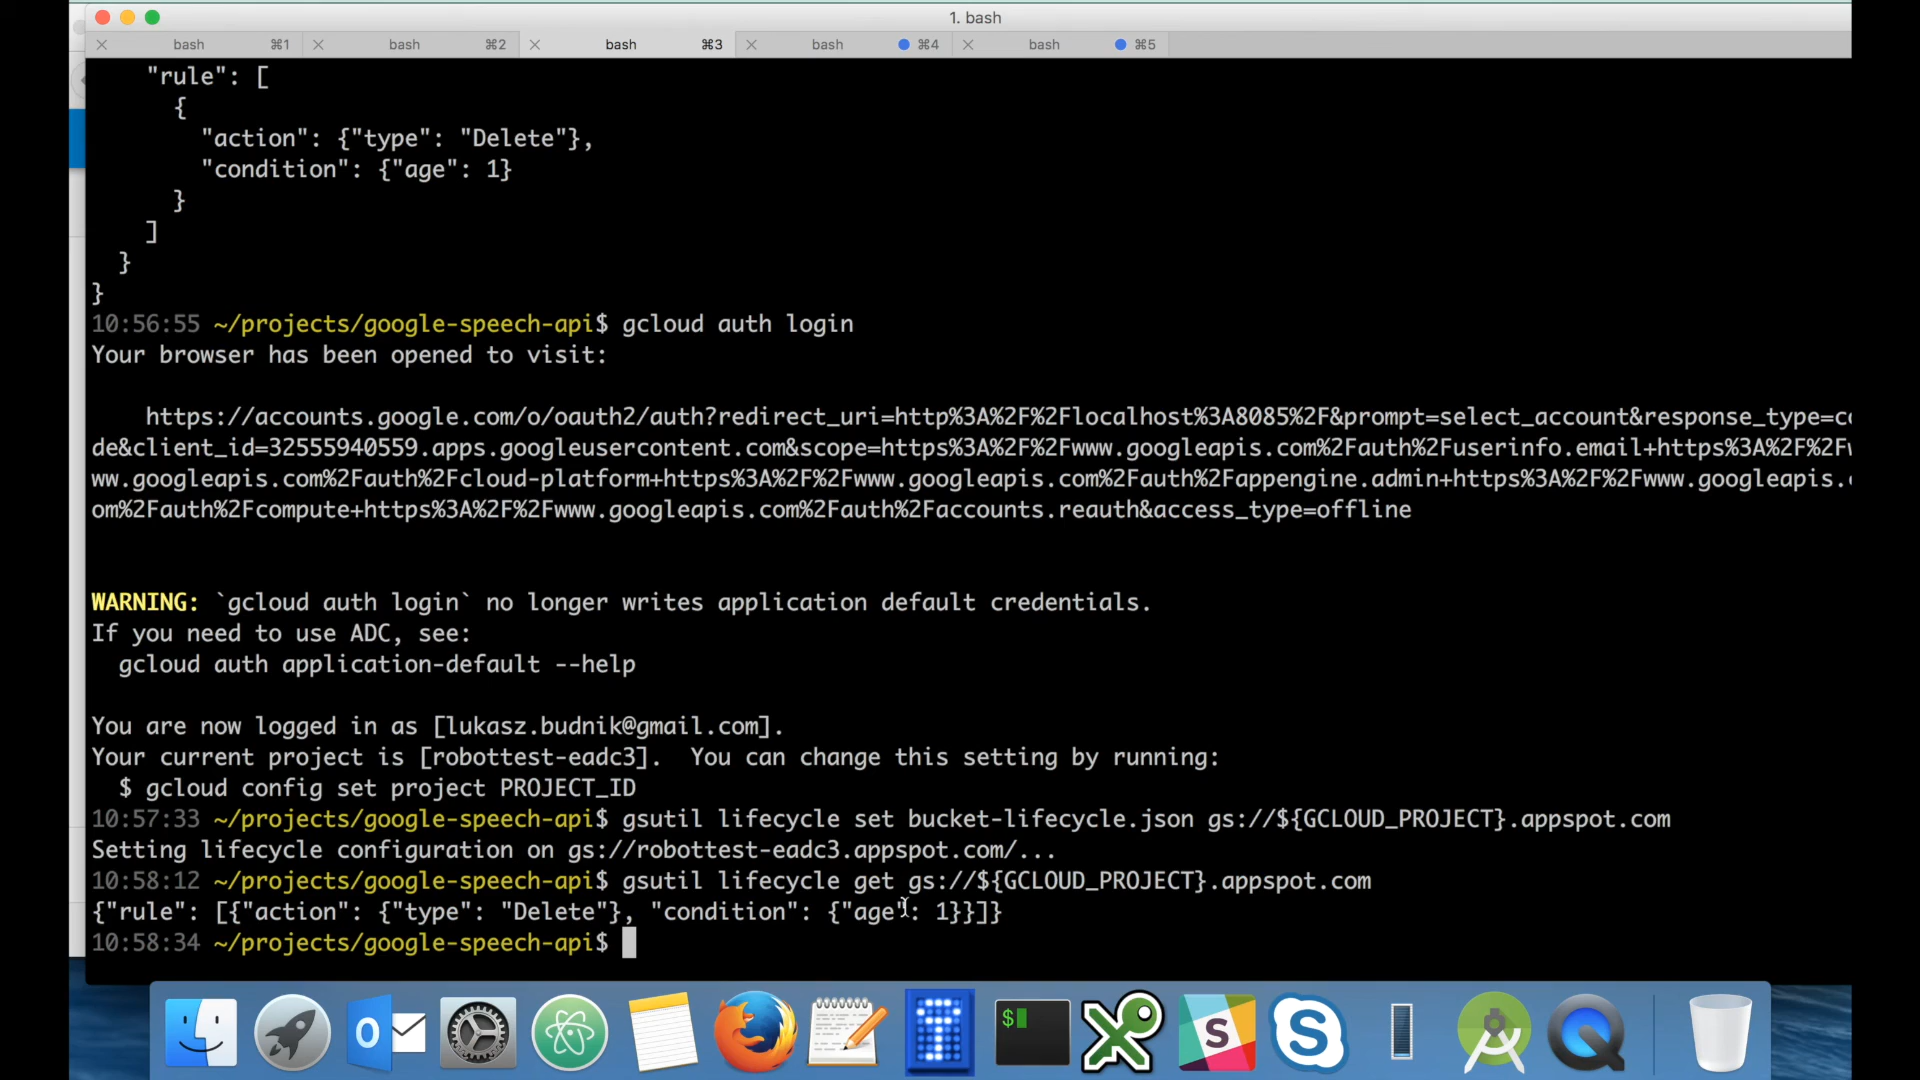 1. bash
bash ⌘1 bash ⌘2 bash ⌘3 bash ⌘4 bash ⌘5
"rule": [
{
"action": {"type": "Delete"},
"condition": {"age": 1}
}
]
}
}
10:56:55 ~/projects/google-speech-api$ gcloud auth login
Your browser has been opened to visit:
https://accounts.google.com/o/oauth2/auth?redirect_uri=http%3A%2F%2Flocalhost%3A8085%2F&prompt=select_account&response_type=co
de&client_id=32555940559.apps.googleusercontent.com&scope=https%3A%2F%2Fwww.googleapis.com%2Fauth%2Fuserinfo.email+https%3A%2F%2Fw
ww.googleapis.com%2Fauth%2Fcloud-platform+https%3A%2F%2Fwww.googleapis.com%2Fauth%2Fappengine.admin+https%3A%2F%2Fwww.googleapis.c
om%2Fauth%2Fcompute+https%3A%2F%2Fwww.googleapis.com%2Fauth%2Faccounts.reauth&access_type=offline
WARNING: `gcloud auth login` no longer writes application default credentials.
If you need to use ADC, see:
gcloud auth application-default --help
You are now logged in as [lukasz.budnik@gmail.com].
Your current project is [robottest-eadc3].  You can change this setting by running:
$ gcloud config set project PROJECT_ID
10:57:33 ~/projects/google-speech-api$ gsutil lifecycle set bucket-lifecycle.json gs://${GCLOUD_PROJECT}.appspot.com
Setting lifecycle configuration on gs://robottest-eadc3.appspot.com/...
10:58:12 ~/projects/google-speech-api$ gsutil lifecycle get gs://${GCLOUD_PROJECT}.appspot.com
{"rule": [{"action": {"type": "Delete"}, "condition": {"age": 1}}]}
10:58:34 ~/projects/google-speech-api$